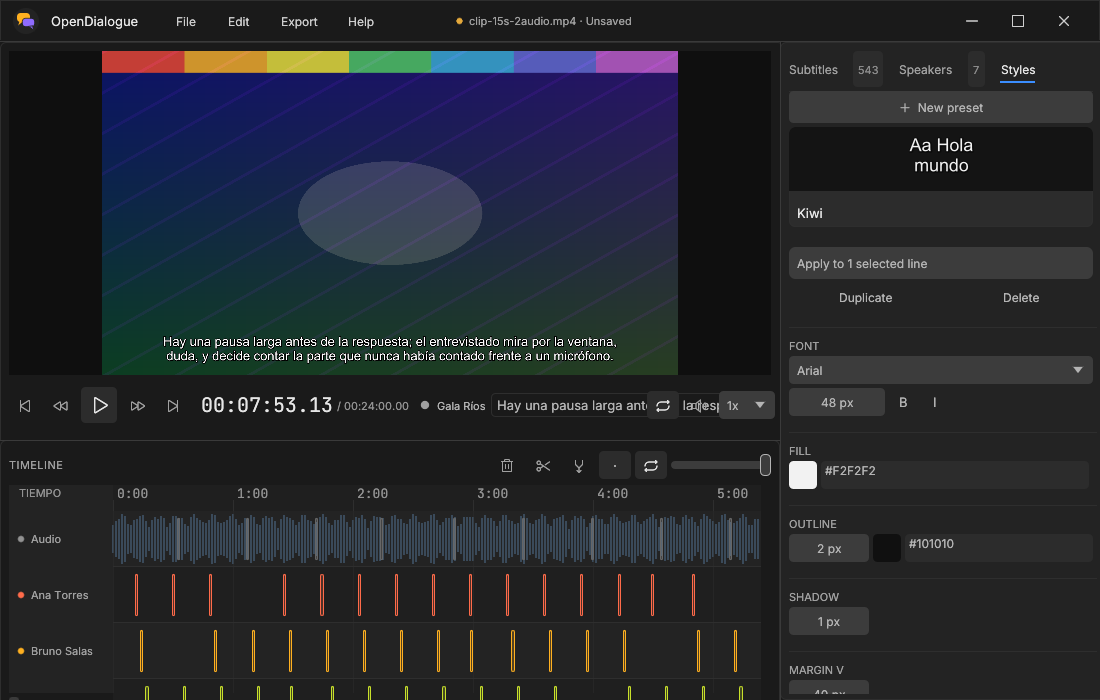 OpenDialogue File Edit Export Help clip-15s-2audio.mp4 · Unsaved
Subtitles 543 Speakers 7 Styles
+ New preset
Aa Hola
mundo
Kiwi
Apply to 1 selected line
Duplicate Delete
FONT
Arial
48 px B I
FILL
#F2F2F2
OUTLINE
2 px #101010
SHADOW
1 px
MARGIN V
40 px
Hay una pausa larga antes de la respuesta; el entrevistado mira por la ventana,
duda, y decide contar la parte que nunca había contado frente a un micrófono.
00:07:53.13 / 00:24:00.00 Gala Ríos Hay una pausa larga ant 1x
TIMELINE
TIEMPO 0:00 1:00 2:00 3:00 4:00 5:00
Audio
Ana Torres
Bruno Salas